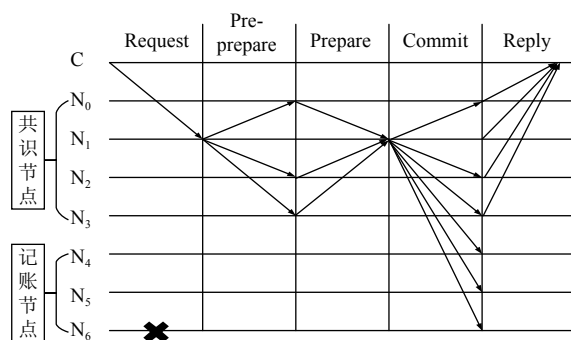 Request
Pre-
prepare
Prepare
Commit
Reply
C
N₀
N₁
N₂
N₃
N₄
N₅
N₆
共识节点
记账节点